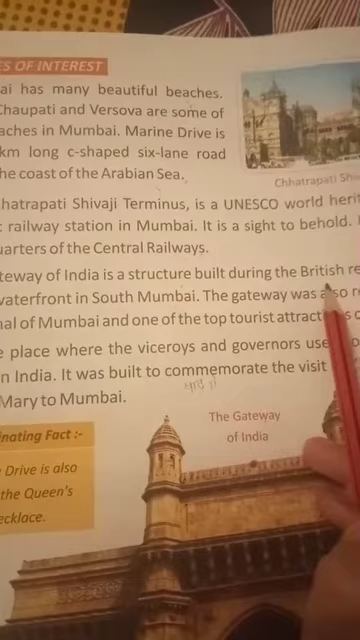 ES OF INTEREST
ai has many beautiful beaches.
Chaupati and Versova are some of
aches in Mumbai. Marine Drive is
km long c-shaped six-lane road
he coast of the Arabian Sea.
Chhatrapati Shiv
hatrapati Shivaji Terminus, is a UNESCO world herit
railway station in Mumbai. It is a sight to behold.
uarters of the Central Railways.
teway of India is a structure built during the British re
waterfront in South Mumbai. The gateway was also r
nal of Mumbai and one of the top tourist attract s
e place where the viceroys and governors use
n India. It was built to commemorate the visit
Mary to Mumbai.
The Gateway
of India
inating Fact :-
Drive is also
the Queen's
ecklace.